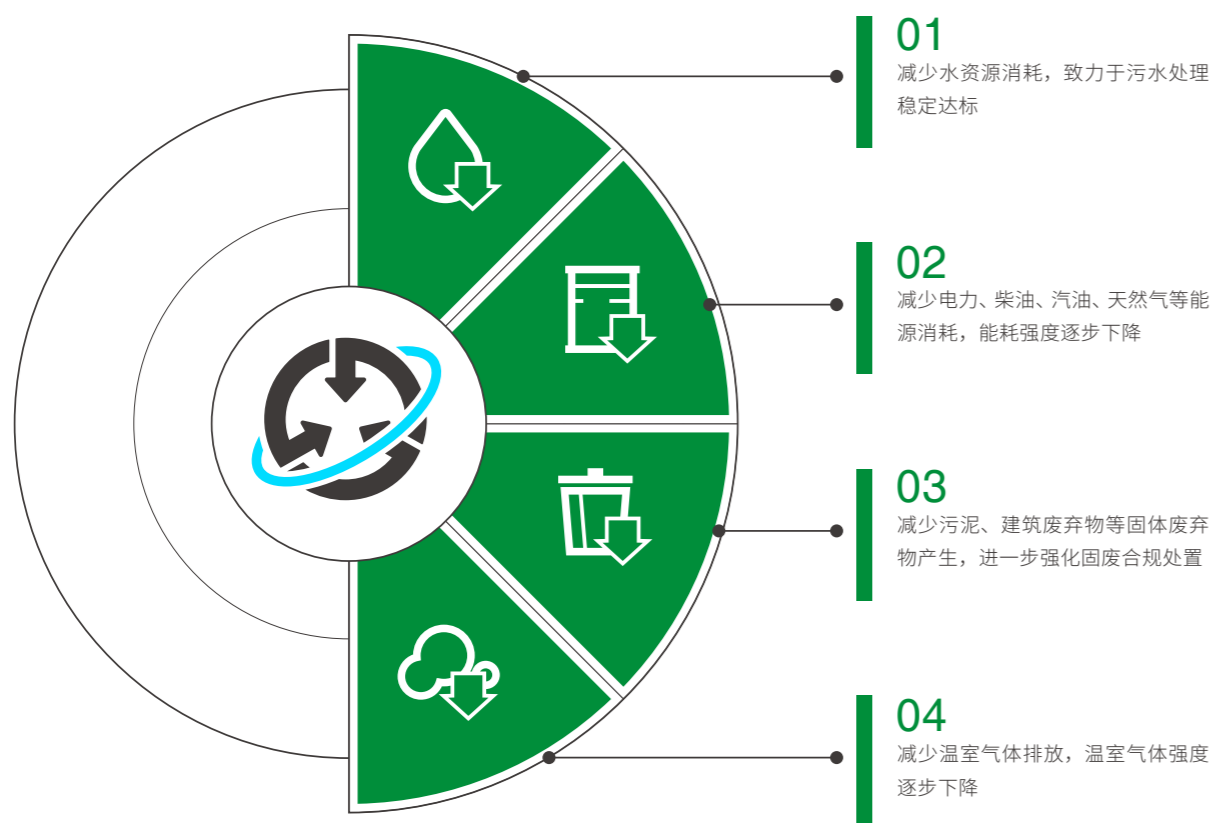 01
减少水资源消耗，致力于污水处理
稳定达标
02
减少电力、柴油、汽油、天然气等能
源消耗，能耗强度逐步下降
03
减少污泥、建筑废弃物等固体废弃
物产生，进一步强化固废合规处置
04
减少温室气体排放，温室气体强度
逐步下降